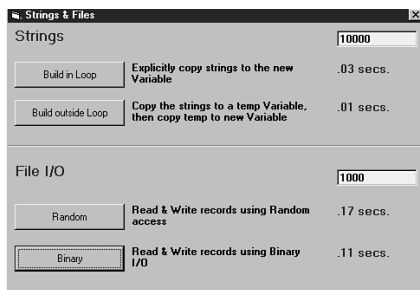 Strings & Files
Strings
10000
Build in Loop
Explicitly copy strings to the new
Variable
.03 secs.
Build outside Loop
Copy the strings to a temp Variable,
then copy temp to new Variable
.01 secs.
File I/O
1000
Random
Read & Write records using Random
access
.17 secs.
Binary
Read & Write records using Binary
I/O
.11 secs.